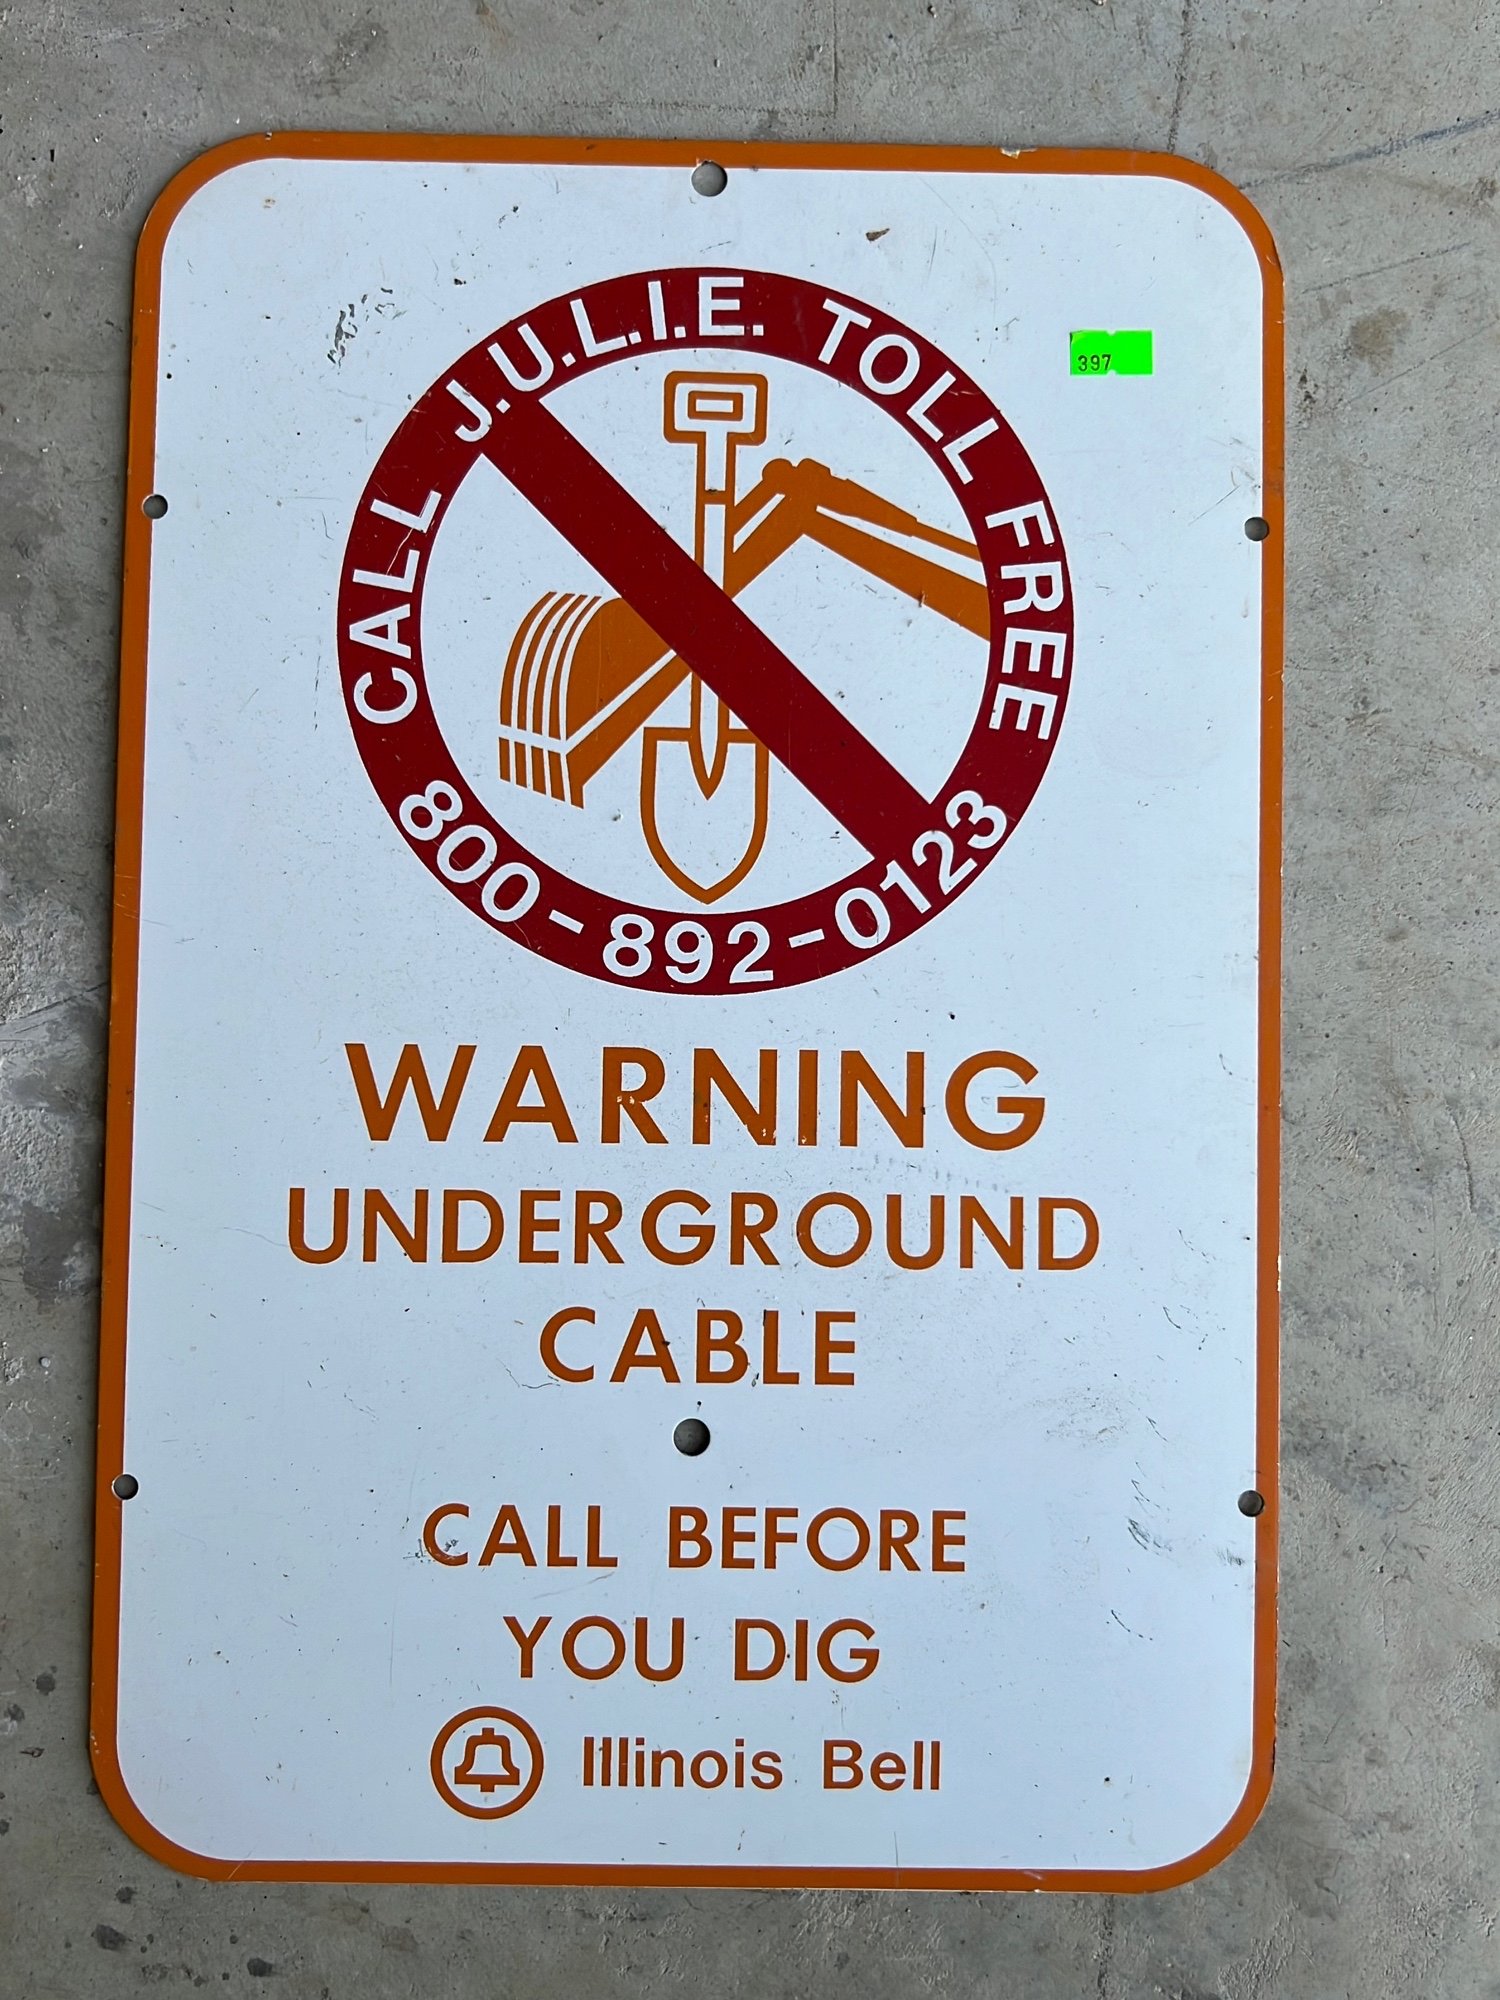 CALL J.U.L.I.E. TOLL FREE
800-892-0123
397
WARNING
UNDERGROUND
CABLE
CALL BEFORE
YOU DIG
Illinois Bell